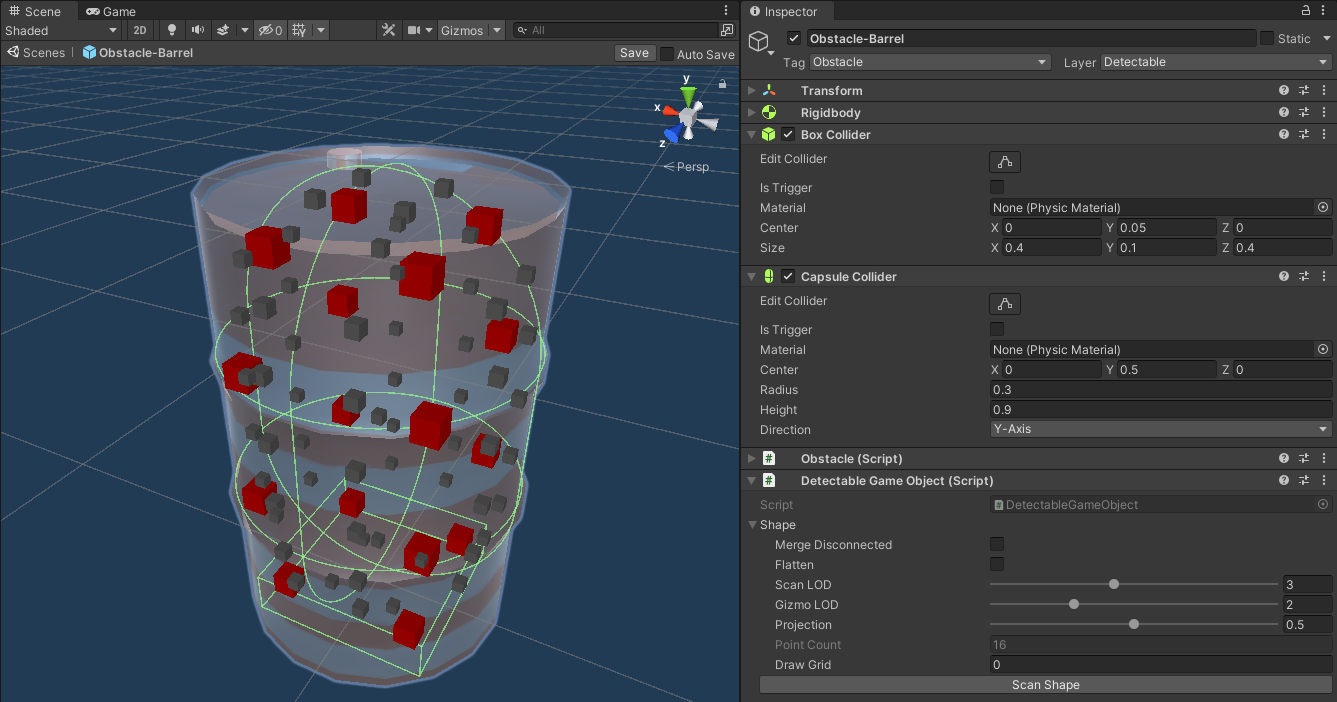 Scene
Game
Shaded
2D
0
Gizmos
All
Scenes
Obstacle-Barrel
Save
Auto Save
y
x
z
Persp
Inspector
Obstacle-Barrel
Static
Tag Obstacle Layer Detectable
Transform
Rigidbody
Box Collider
Edit Collider
Is Trigger
Material None (Physic Material)
Center X 0 Y 0.05 Z 0
Size X 0.4 Y 0.1 Z 0.4
Capsule Collider
Edit Collider
Is Trigger
Material None (Physic Material)
Center X 0 Y 0.5 Z 0
Radius 0.3
Height 0.9
Direction Y-Axis
# Obstacle (Script)
# Detectable Game Object (Script)
Script # DetectableGameObject
Shape
Merge Disconnected
Flatten
Scan LOD 3
Gizmo LOD 2
Projection 0.5
Point Count 16
Draw Grid 0
Scan Shape